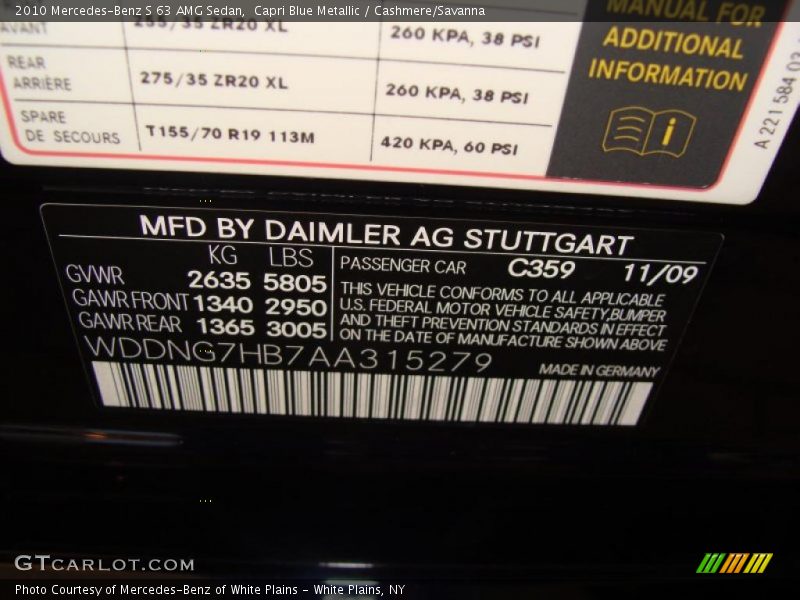 2010 Mercedes-Benz S 63 AMG Sedan, Capri Blue Metallic / Cashmere/Savanna
AVANT 255/35 ZR20 XL 260 KPA, 38 PSI
REAR
ARRIÈRE 275/35 ZR20 XL 260 KPA, 38 PSI
SPARE
DE SECOURS T155/70 R19 113M 420 KPA, 60 PSI
MANUAL FOR
ADDITIONAL
INFORMATION
A 221 584 03
MFD BY DAIMLER AG STUTTGART
KG LBS
GVWR 2635 5805
GAWR FRONT 1340 2950
GAWR REAR 1365 3005
PASSENGER CAR C359 11/09
THIS VEHICLE CONFORMS TO ALL APPLICABLE
U.S. FEDERAL MOTOR VEHICLE SAFETY,BUMPER
AND THEFT PREVENTION STANDARDS IN EFFECT
ON THE DATE OF MANUFACTURE SHOWN ABOVE
WDDNG7HB7AA315279
MADE IN GERMANY
GTCARLOT.COM
Photo Courtesy of Mercedes-Benz of White Plains - White Plains, NY